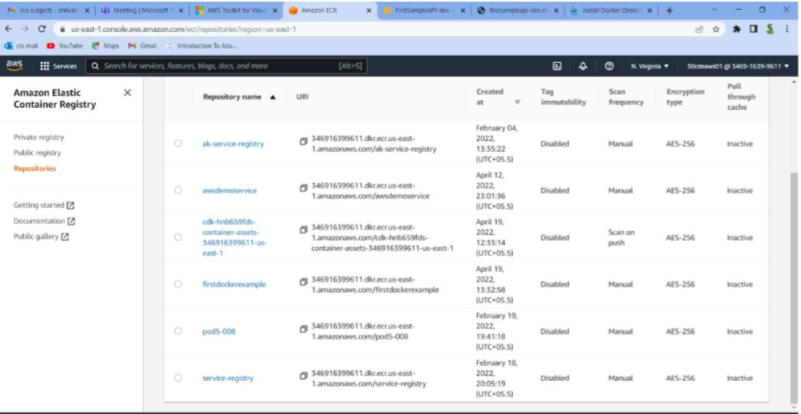 (no subject) - shrikal
Meeting | Microsoft T
AWS Toolkit for Visual
Amazon ECR
FirstSampleAPI-dev -
firstsampleapi-dev.el
Install Docker Desktop
us-east-1.console.aws.amazon.com/ecr/repositories?region=us-east-1
cts mail
YouTube
Maps
Gmail
Introduction To Azu...
aws
Services
Search for services, features, blogs, docs, and more
[Alt+S]
N. Virginia
30cteaws01 @ 3469-1639-9611
Amazon Elastic
Container Registry
Private registry
Public registry
Repositories
Getting started
Documentation
Public gallery
Repository name
URI
Created
at
Tag
immutability
Scan
frequency
Encryption
type
Pull
through
cache
ak-service-registry
346916399611.dkr.ecr.us-east-
1.amazonaws.com/ak-service-registry
February 04,
2022,
13:35:22
(UTC+05.5)
Disabled
Manual
AES-256
Inactive
awsdemoservice
346916399611.dkr.ecr.us-east-
1.amazonaws.com/awsdemoservice
April 12,
2022,
23:01:36
(UTC+05.5)
Disabled
Manual
AES-256
Inactive
cdk-hnb659fds-
container-assets-
346916399611-us-
east-1
346916399611.dkr.ecr.us-east-
1.amazonaws.com/cdk-hnb659fds-
container-assets-346916399611-us-east-1
April 19,
2022,
12:33:14
(UTC+05.5)
Disabled
Scan on
push
AES-256
Inactive
firstdockerexample
346916399611.dkr.ecr.us-east-
1.amazonaws.com/firstdockerexample
April 19,
2022,
13:32:58
(UTC+05.5)
Disabled
Manual
AES-256
Inactive
pod5-008
346916399611.dkr.ecr.us-east-
1.amazonaws.com/pod5-008
February 19,
2022,
19:41:18
(UTC+05.5)
Disabled
Manual
AES-256
Inactive
service-registry
346916399611.dkr.ecr.us-east-
1.amazonaws.com/service-registry
February 18,
2022,
20:05:19
(UTC+05.5)
Disabled
Manual
AES-256
Inactive